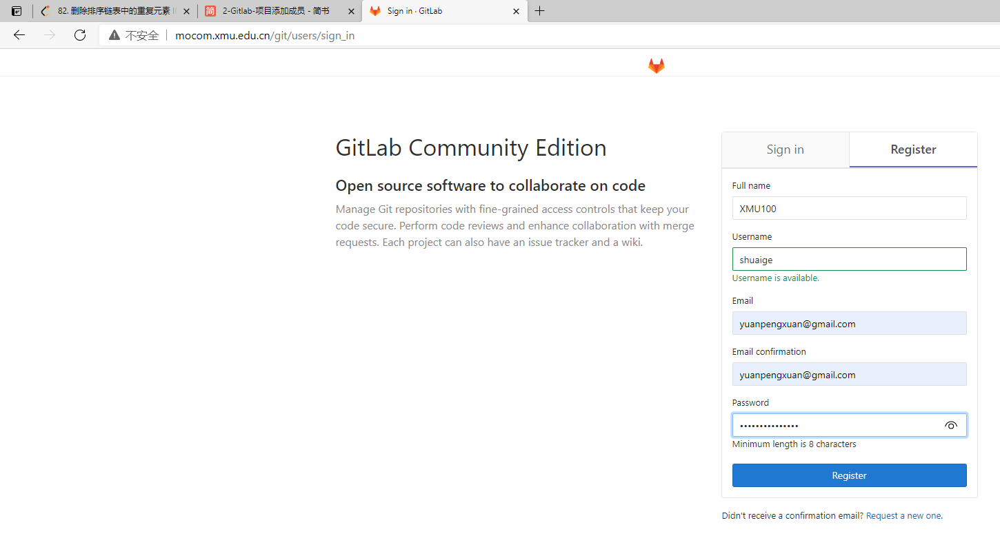 82. 删除排序链表中的重复元素 II
2-Gitlab-项目添加成员 - 简书
Sign in · GitLab
不安全 mocom.xmu.edu.cn/git/users/sign_in
GitLab Community Edition
Open source software to collaborate on code
Manage Git repositories with fine-grained access controls that keep your
code secure. Perform code reviews and enhance collaboration with merge
requests. Each project can also have an issue tracker and a wiki.
Sign in
Register
Full name
XMU100
Username
shuaige
Username is available.
Email
yuanpengxuan@gmail.com
Email confirmation
yuanpengxuan@gmail.com
Password
•••••••••••••••
Minimum length is 8 characters
Register
Didn't receive a confirmation email? Request a new one.